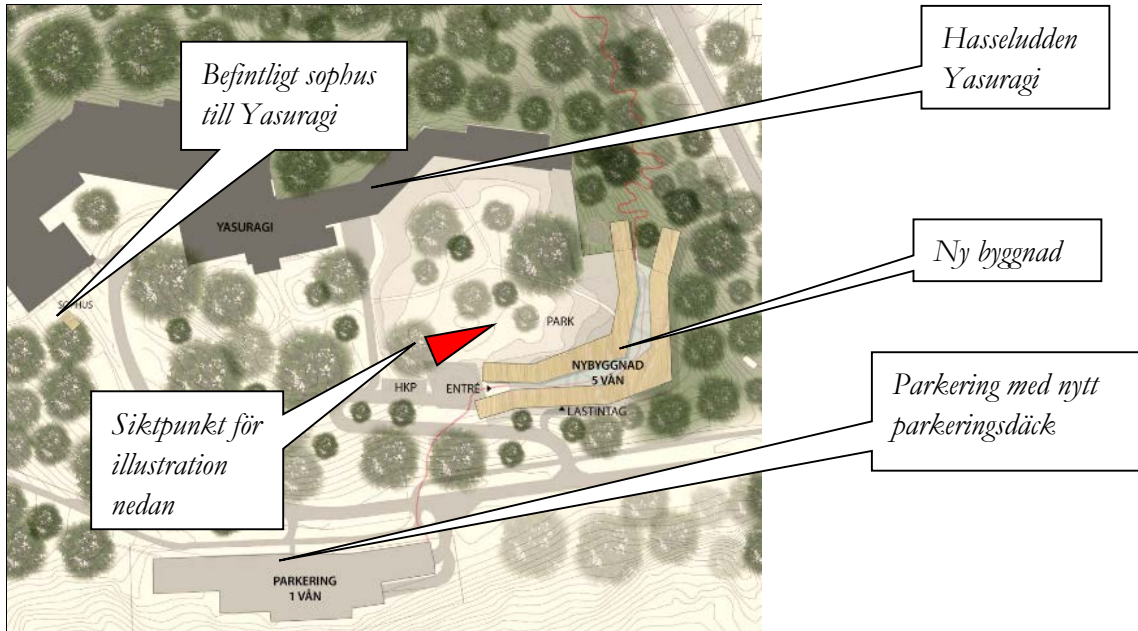 Befintligt sophus
till Yasuragi
Hasseludden
Yasuragi
YASURAGI
Ny byggnad
SOPHUS
PARK
NYBYGGNAD
5 VÅN
HKP
ENTRÉ
LASTINTAG
Parkering med nytt
parkeringsdäck
Siktpunkt för
illustration
nedan
PARKERING
1 VÅN